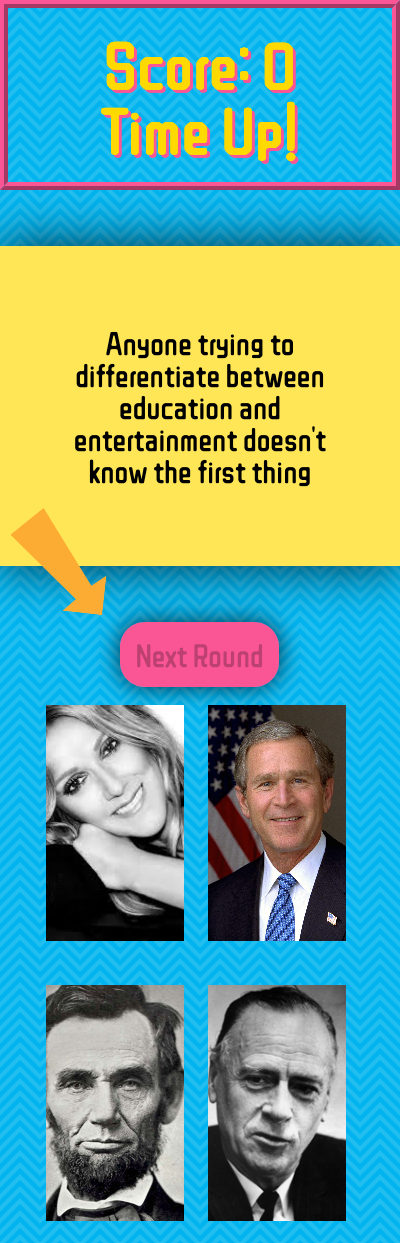 Score: 0
Time Up!
Anyone trying to
differentiate between
education and
entertainment doesn't
know the first thing
Next Round